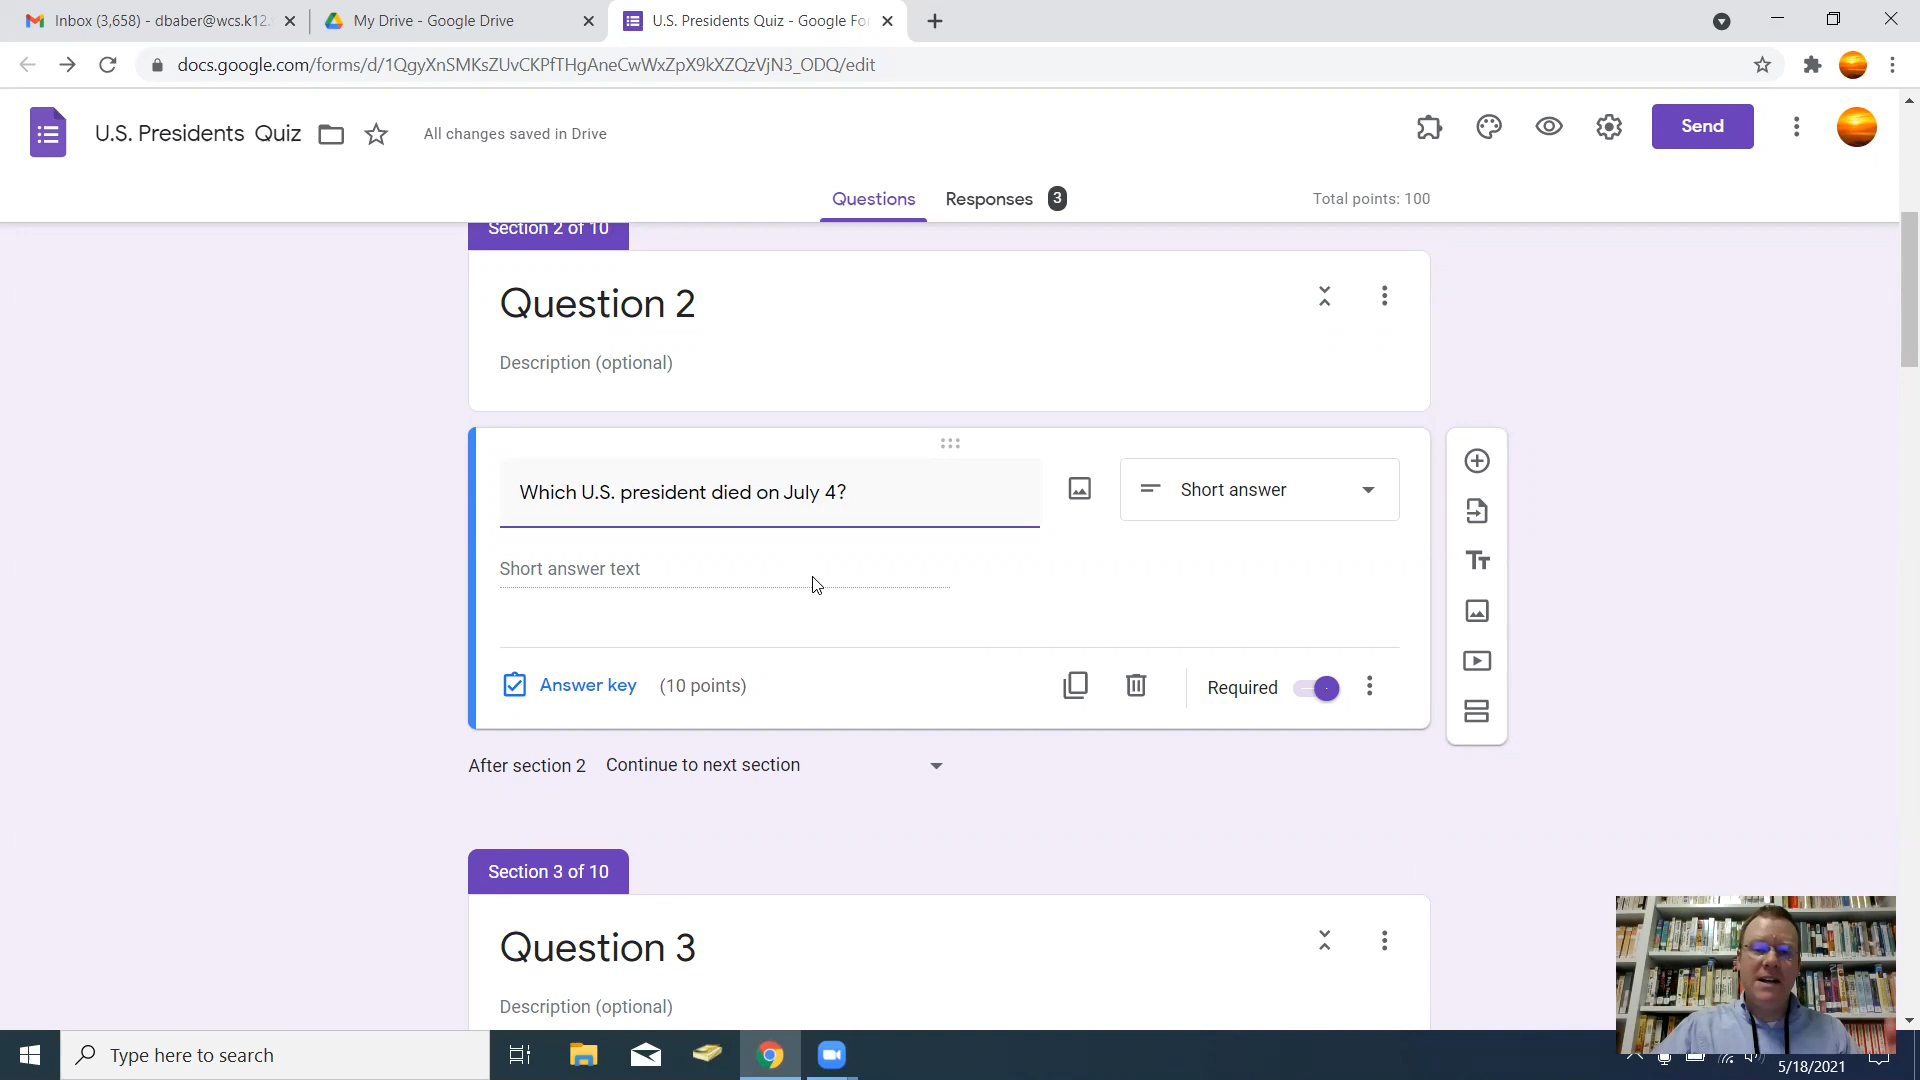 Inbox (3,658) - dbaber@wcs.k12.
My Drive - Google Drive
U.S. Presidents Quiz - Google Fo
docs.google.com/forms/d/1QgyXnSMKsZUvCKPfTHgAneCwWxZpX9kXZQzVjN3_ODQ/edit
U.S. Presidents Quiz
All changes saved in Drive
Send
Questions
Responses 3
Total points: 100
Section 2 of 10
Question 2
Description (optional)
Which U.S. president died on July 4?
Short answer
Short answer text
Answer key
(10 points)
Required
Tr
After section 2
Continue to next section
Section 3 of 10
Question 3
Description (optional)
Type here to search
5/18/2021